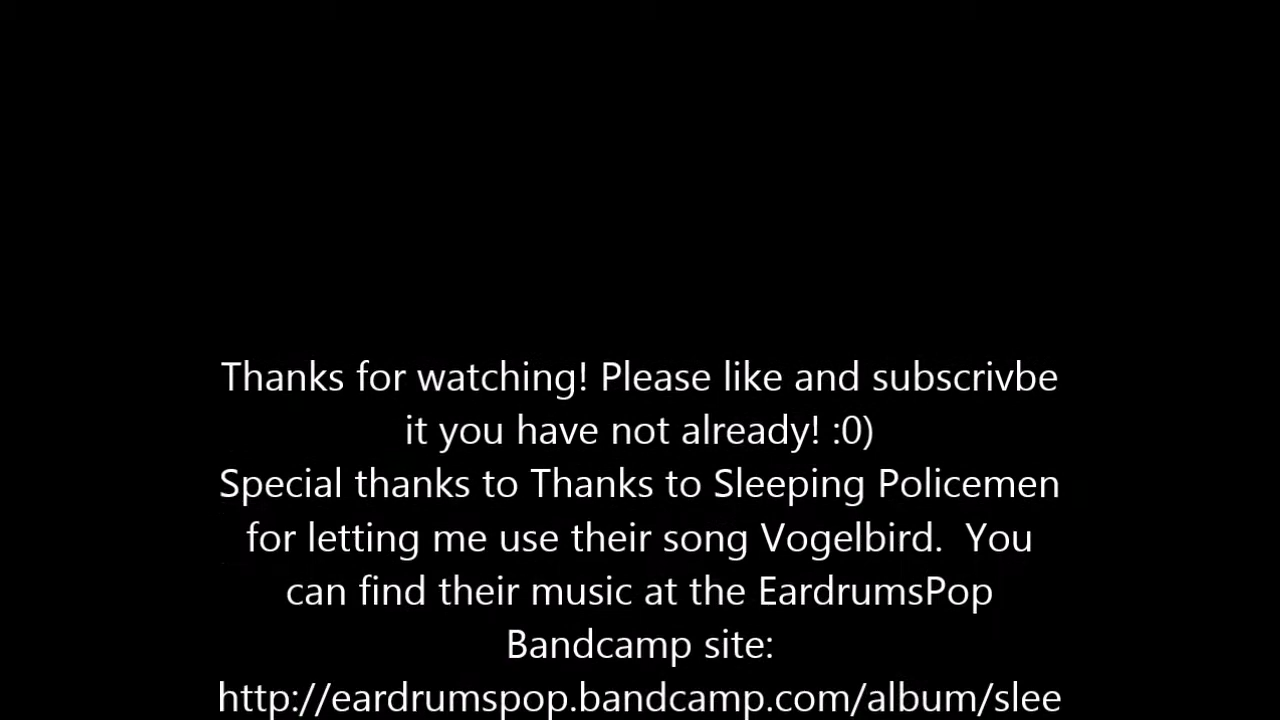 Thanks for watching! Please like and subscrivbe
it you have not already! :0)
Special thanks to Thanks to Sleeping Policemen
for letting me use their song Vogelbird.  You
can find their music at the EardrumsPop
Bandcamp site:
http://eardrumspop.bandcamp.com/album/slee